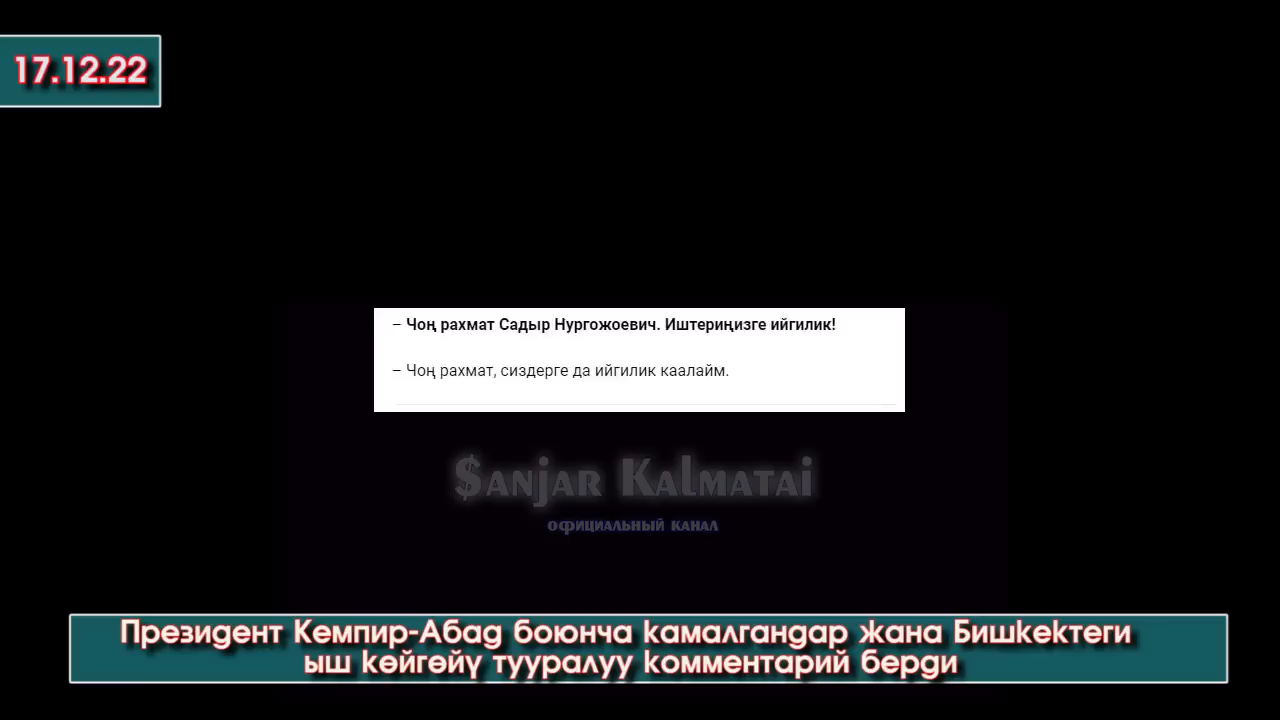 17.12.22
– Чоң рахмат Садыр Нургожоевич. Иштериңизге ийгилик!
– Чоң рахмат, сиздерге да ийгилик каалайм.
$anjar Kalmatai
официальный канал
Президент Кемпир-Абад боюнча камалгандар жана Бишкектеги
ыш көйгөйү тууралуу комментарий берди